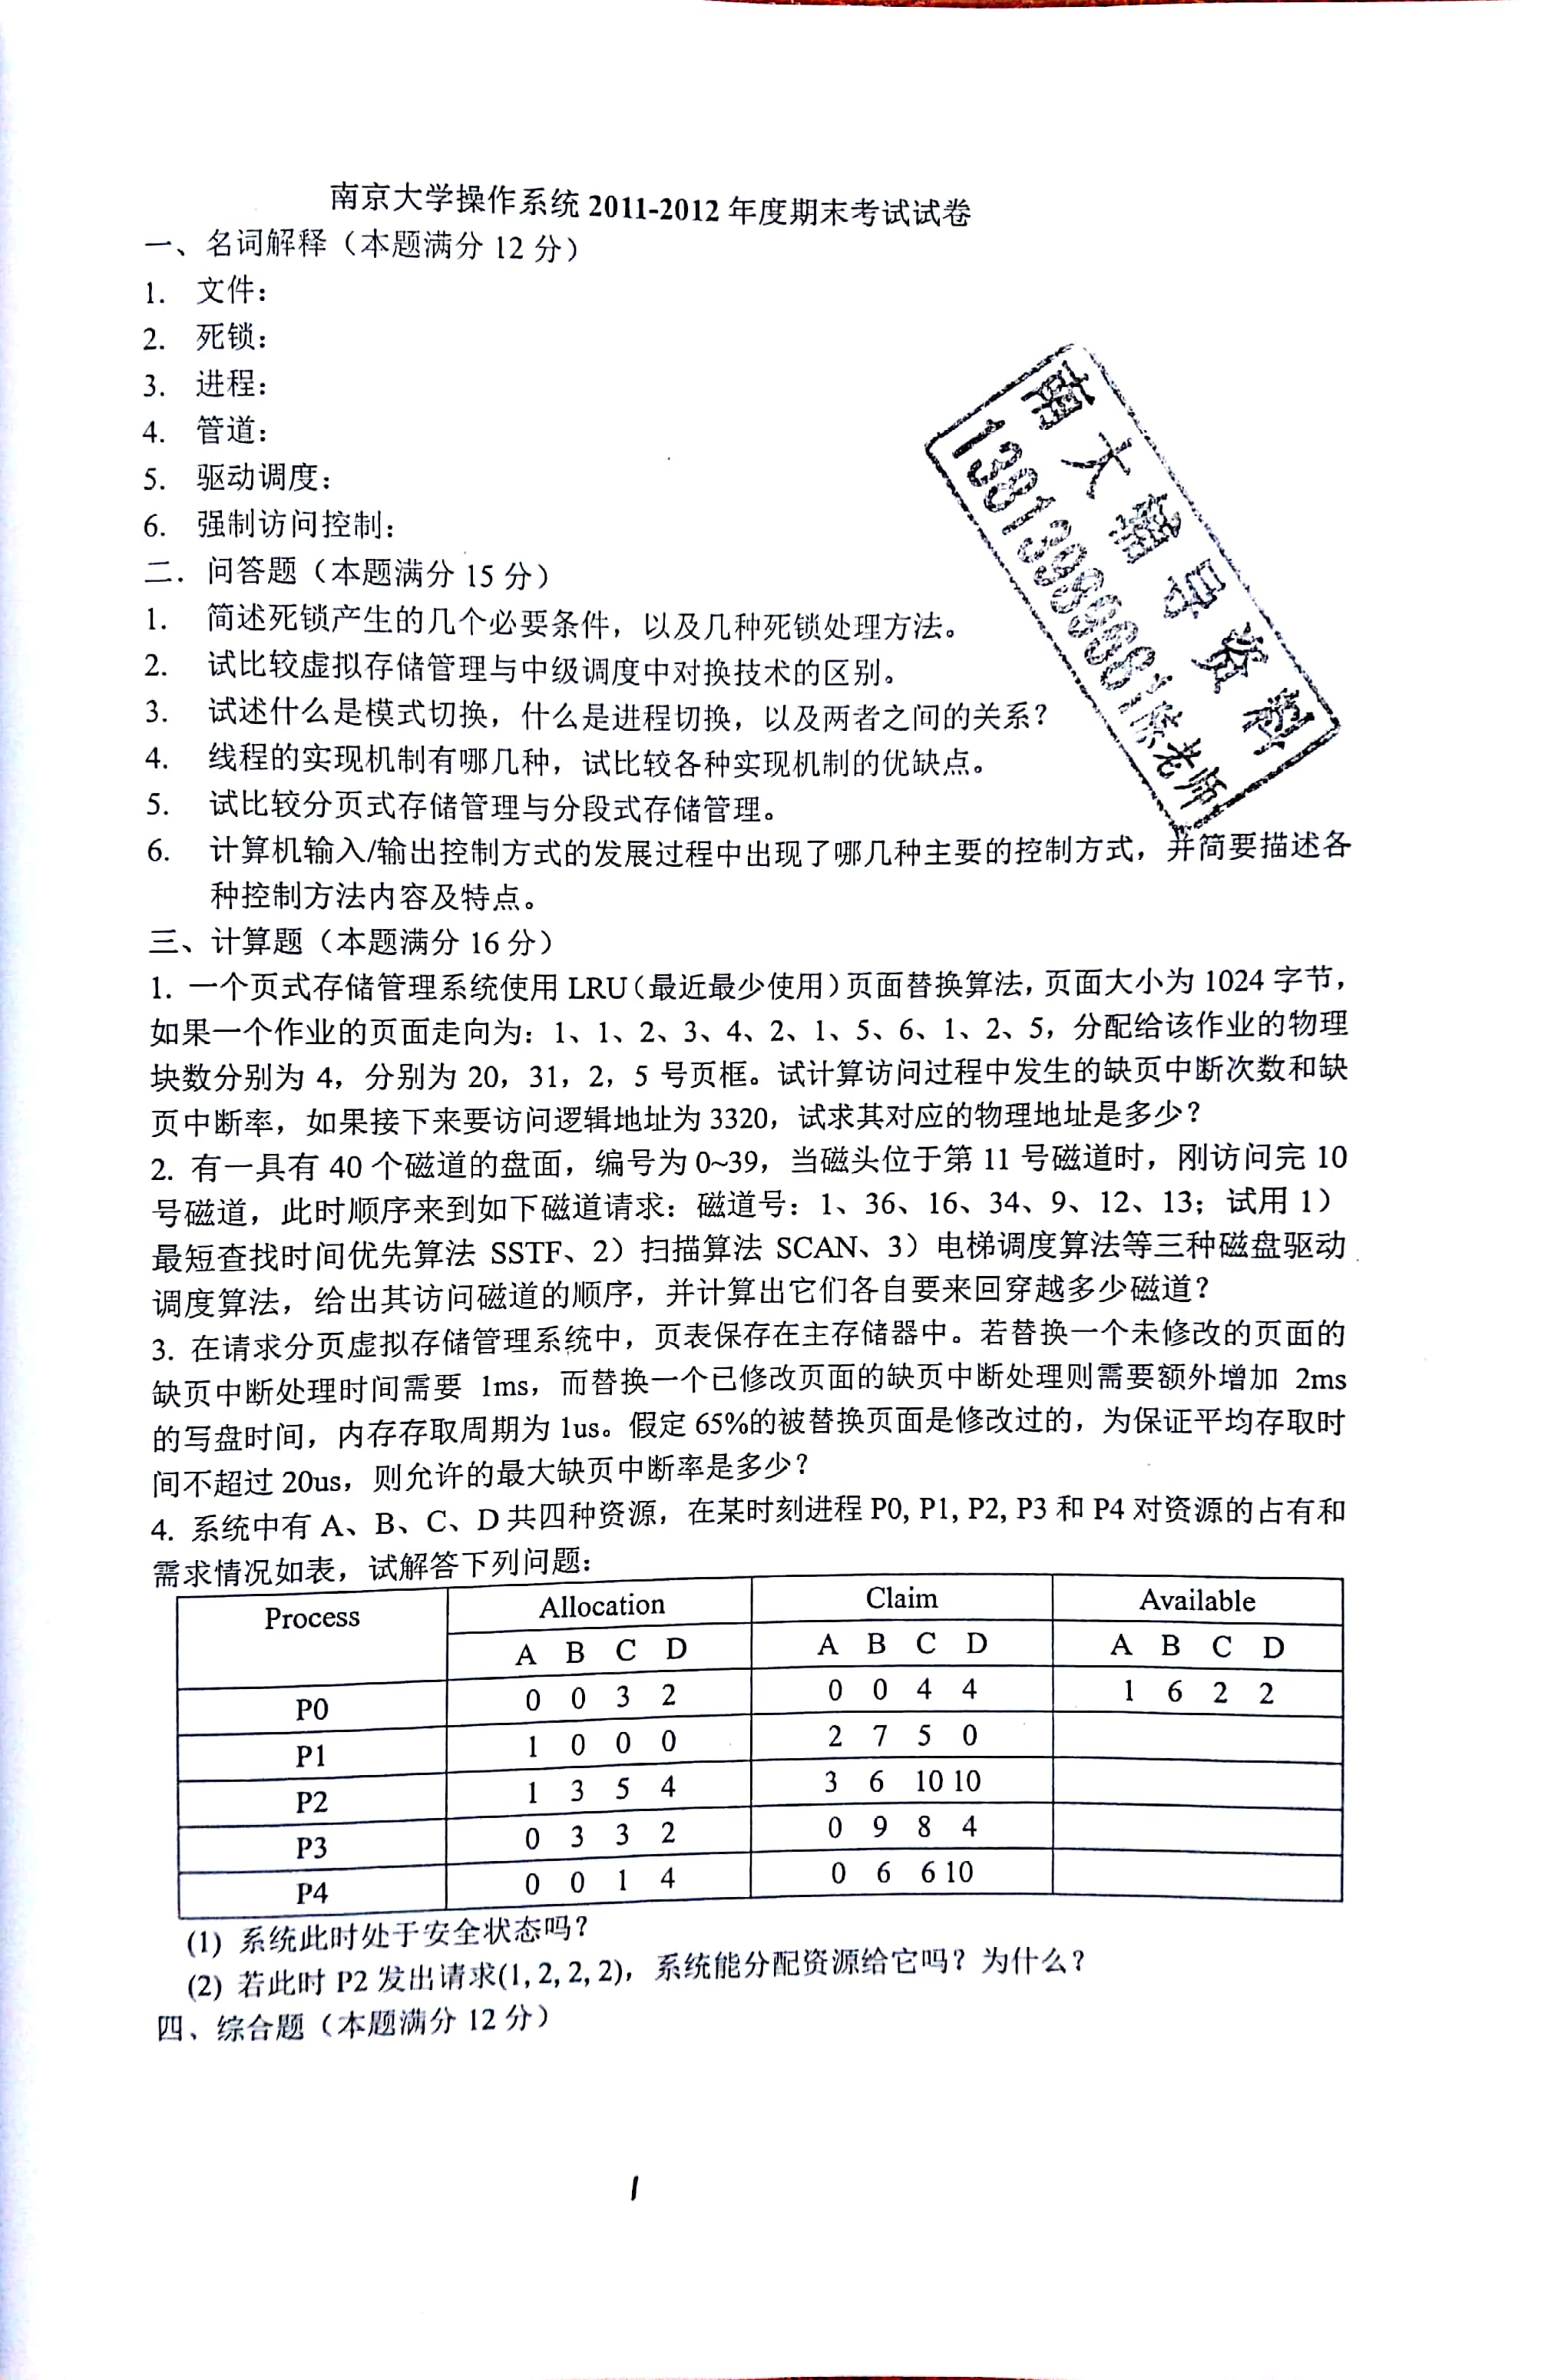 南京大学操作系统 2011-2012 年度期末考试试卷
一、名词解释（本题满分 12 分）
1. 文件：
2. 死锁：
3. 进程：
4. 管道：
5. 驱动调度：
6. 强制访问控制：
二．问答题（本题满分 15 分）
1. 简述死锁产生的几个必要条件，以及几种死锁处理方法。
2. 试比较虚拟存储管理与中级调度中对换技术的区别。
3. 试述什么是模式切换，什么是进程切换，以及两者之间的关系？
4. 线程的实现机制有哪几种，试比较各种实现机制的优缺点。
5. 试比较分页式存储管理与分段式存储管理。
6. 计算机输入/输出控制方式的发展过程中出现了哪几种主要的控制方式，并简要描述各
种控制方法内容及特点。
南大辅导资料
陈老师
三、计算题（本题满分 16 分）
1. 一个页式存储管理系统使用 LRU（最近最少使用）页面替换算法，页面大小为 1024 字节，
如果一个作业的页面走向为：1、1、2、3、4、2、1、5、6、1、2、5，分配给该作业的物理
块数分别为 4，分别为 20，31，2，5 号页框。试计算访问过程中发生的缺页中断次数和缺
页中断率，如果接下来要访问逻辑地址为 3320，试求其对应的物理地址是多少？
2. 有一具有 40 个磁道的盘面，编号为 0~39，当磁头位于第 11 号磁道时，刚访问完 10
号磁道，此时顺序来到如下磁道请求：磁道号：1、36、16、34、9、12、13；试用 1）
最短查找时间优先算法 SSTF、2）扫描算法 SCAN、3）电梯调度算法等三种磁盘驱动
调度算法，给出其访问磁道的顺序，并计算出它们各自要来回穿越多少磁道？
3. 在请求分页虚拟存储管理系统中，页表保存在主存储器中。若替换一个未修改的页面的
缺页中断处理时间需要 1ms，而替换一个已修改页面的缺页中断处理则需要额外增加 2ms
的写盘时间，内存存取周期为 1us。假定 65%的被替换页面是修改过的，为保证平均存取时
间不超过 20us，则允许的最大缺页中断率是多少？
4. 系统中有 A、B、C、D 共四种资源，在某时刻进程 P0, P1, P2, P3 和 P4 对资源的占有和
需求情况如表，试解答下列问题：
Process Allocation Claim Available
A B C D A B C D A B C D
P0 0 0 3 2 0 0 4 4 1 6 2 2
P1 1 0 0 0 2 7 5 0
P2 1 3 5 4 3 6 10 10
P3 0 3 3 2 0 9 8 4
P4 0 0 1 4 0 6 6 10
(1) 系统此时处于安全状态吗？
(2) 若此时 P2 发出请求(1, 2, 2, 2)，系统能分配资源给它吗？为什么？
四、综合题（本题满分 12 分）
1